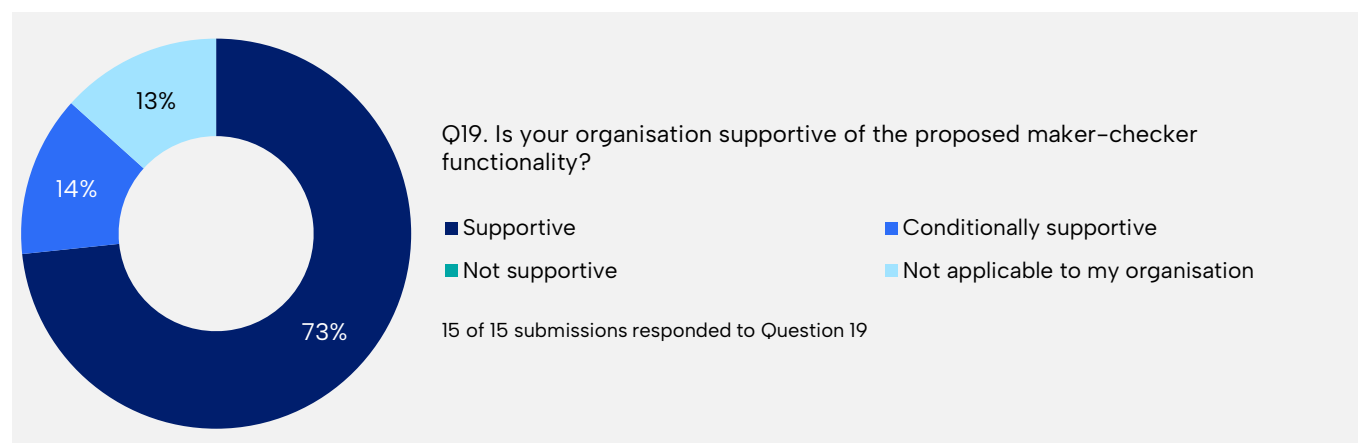 13%
14%
73%
Q19. Is your organisation supportive of the proposed maker-checker
functionality?
Supportive
Conditionally supportive
Not supportive
Not applicable to my organisation
15 of 15 submissions responded to Question 19